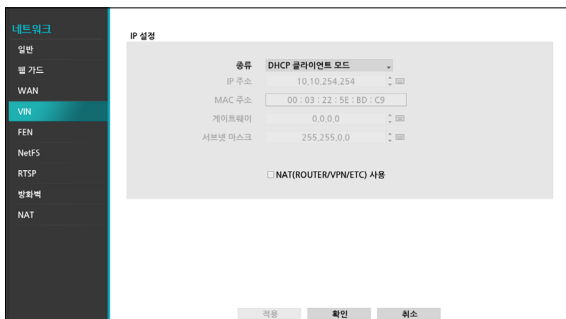 네트워크
일반
웹 가드
WAN
VIN
FEN
NetFS
RTSP
방화벽
NAT
IP 설정
종류 DHCP 클라이언트 모드
IP 주소 10.10.254.254
MAC 주소 00 : 03 : 22 : 5E : BD : C9
게이트웨이 0.0.0.0
서브넷 마스크 255.255.0.0
NAT(ROUTER/VPN/ETC) 사용
적용 확인 취소